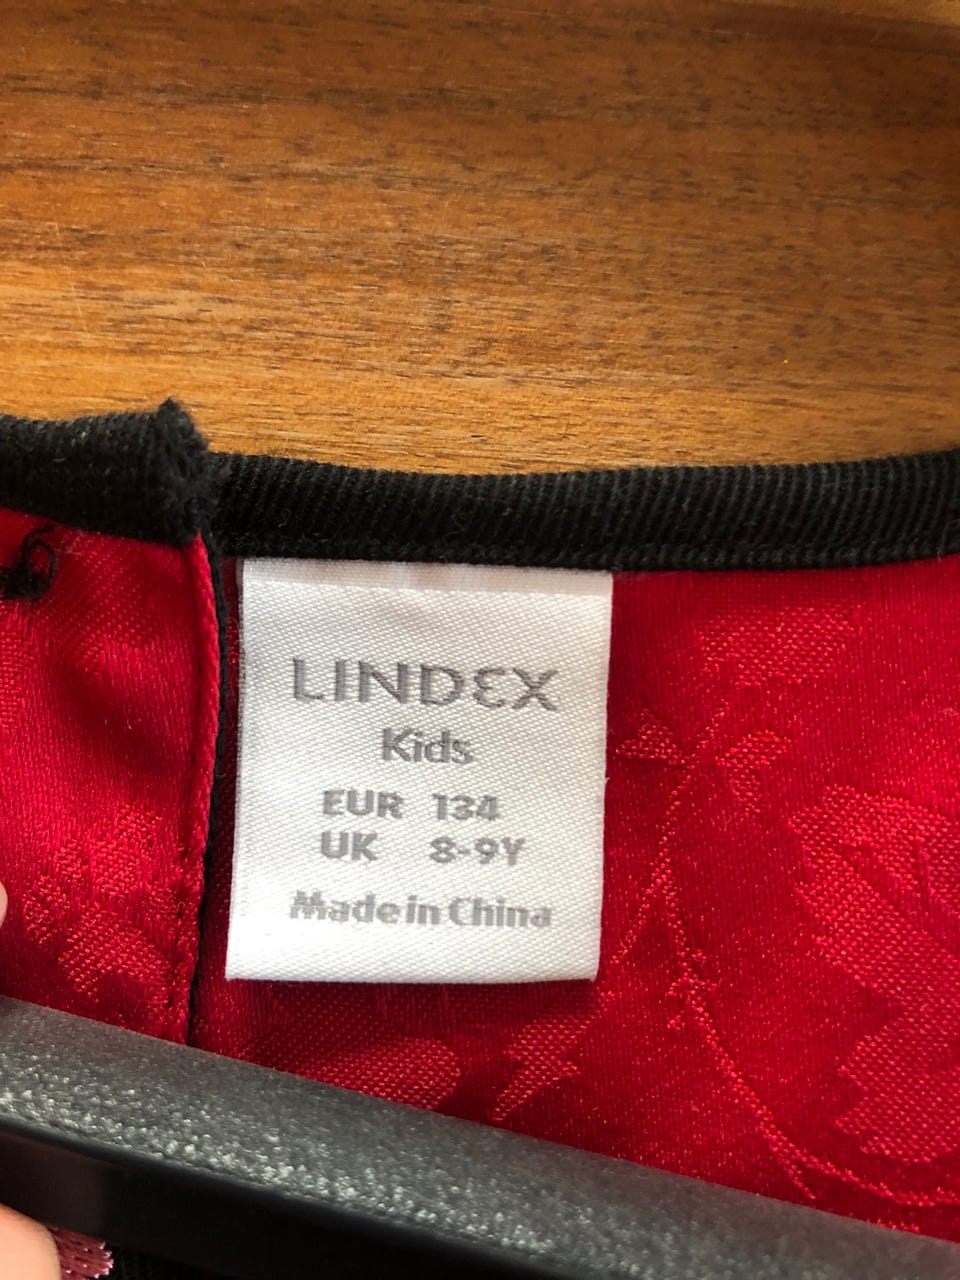 LINDEX
Kids
EUR 134
UK 8-9Y
Made in China